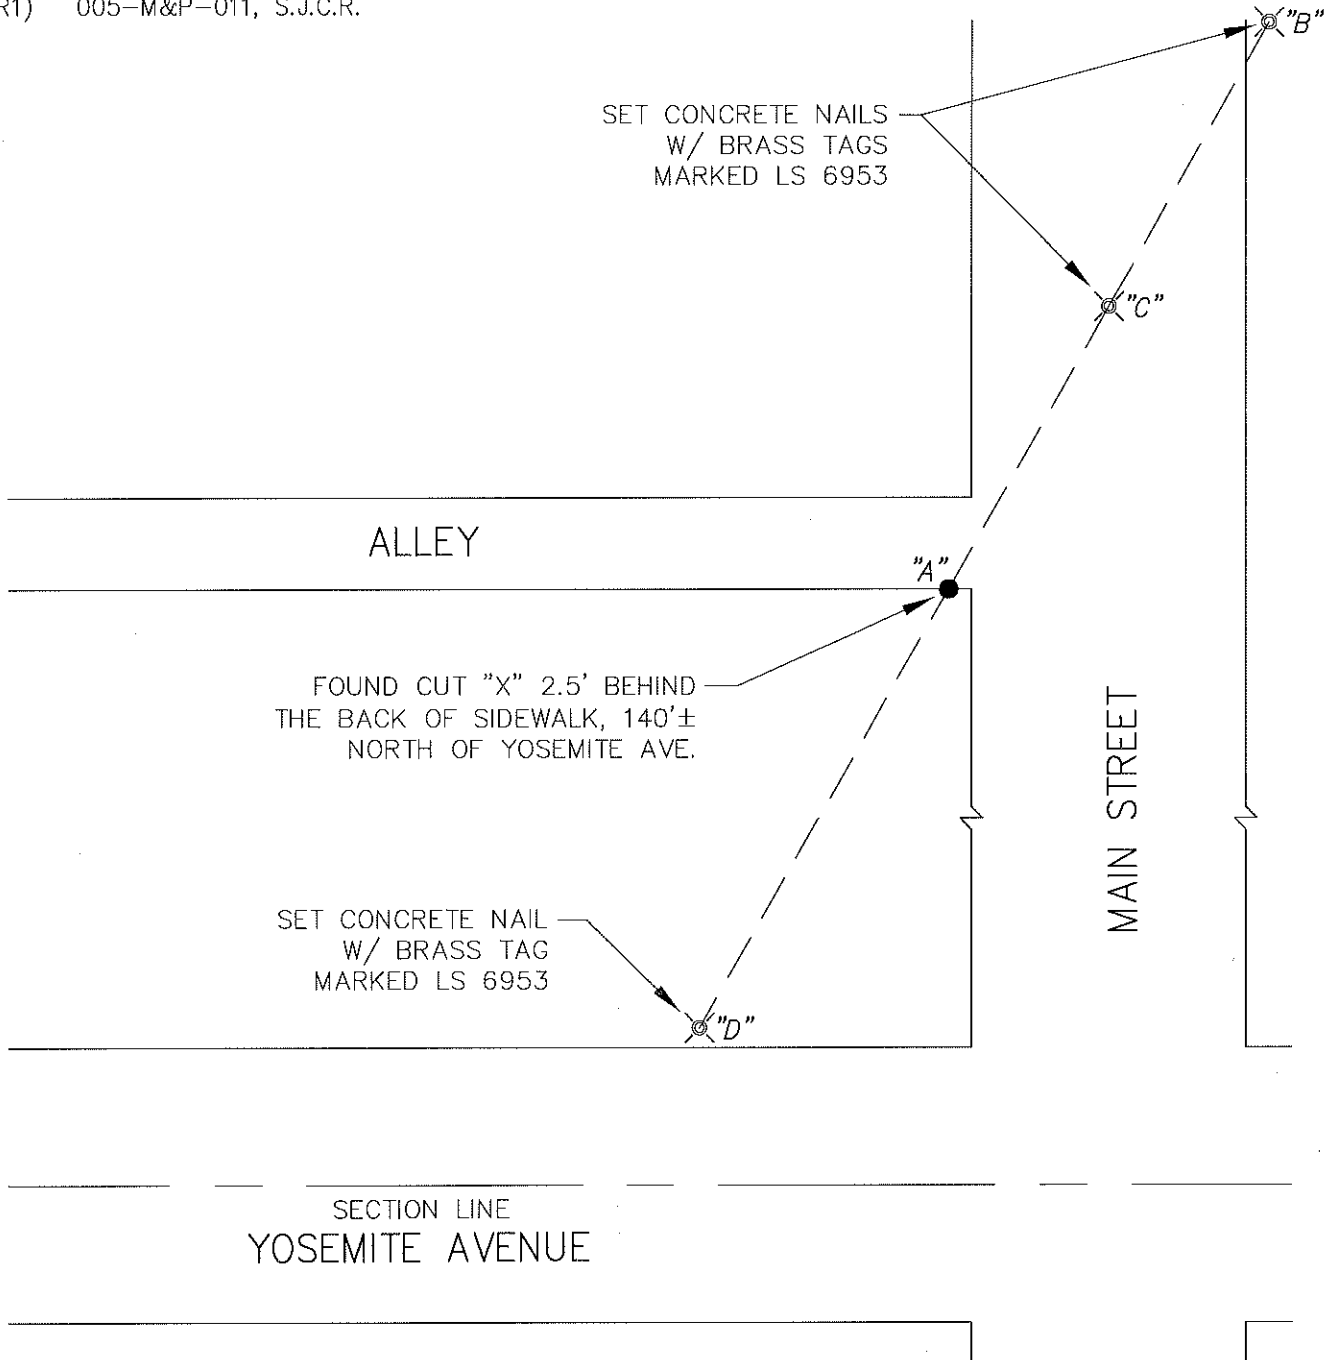 R1) 005-M&P-011, S.J.C.R.
"B"
SET CONCRETE NAILS
W/ BRASS TAGS
MARKED LS 6953
"C"
ALLEY
"A"
FOUND CUT "X" 2.5' BEHIND
THE BACK OF SIDEWALK, 140'±
NORTH OF YOSEMITE AVE.
MAIN STREET
SET CONCRETE NAIL
W/ BRASS TAG
MARKED LS 6953
"D"
SECTION LINE
YOSEMITE AVENUE